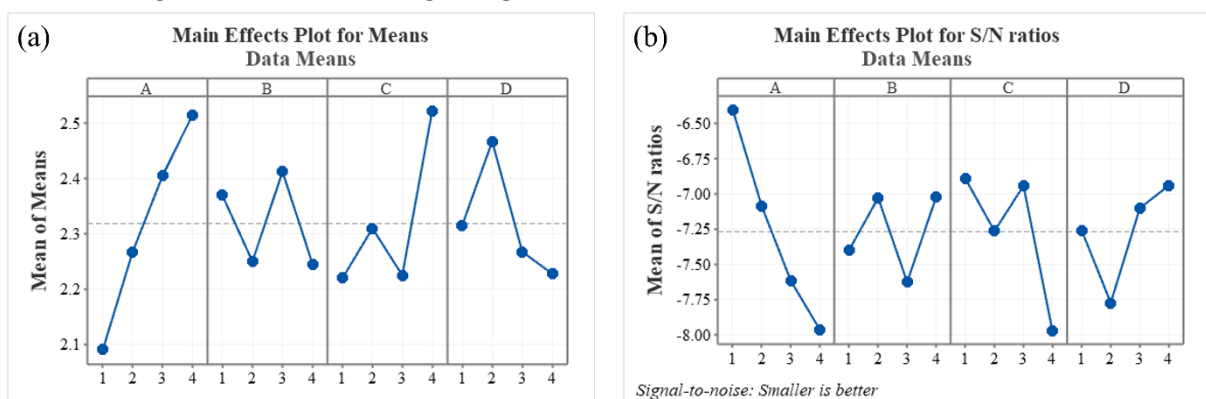 (a)
Main Effects Plot for Means
Data Means
A B C D
Mean of Means
2.5
2.4
2.3
2.2
2.1
1 2 3 4 1 2 3 4 1 2 3 4 1 2 3 4
(b)
Main Effects Plot for S/N ratios
Data Means
A B C D
Mean of S/N ratios
-6.50
-6.75
-7.00
-7.25
-7.50
-7.75
-8.00
1 2 3 4 1 2 3 4 1 2 3 4 1 2 3 4
Signal-to-noise: Smaller is better